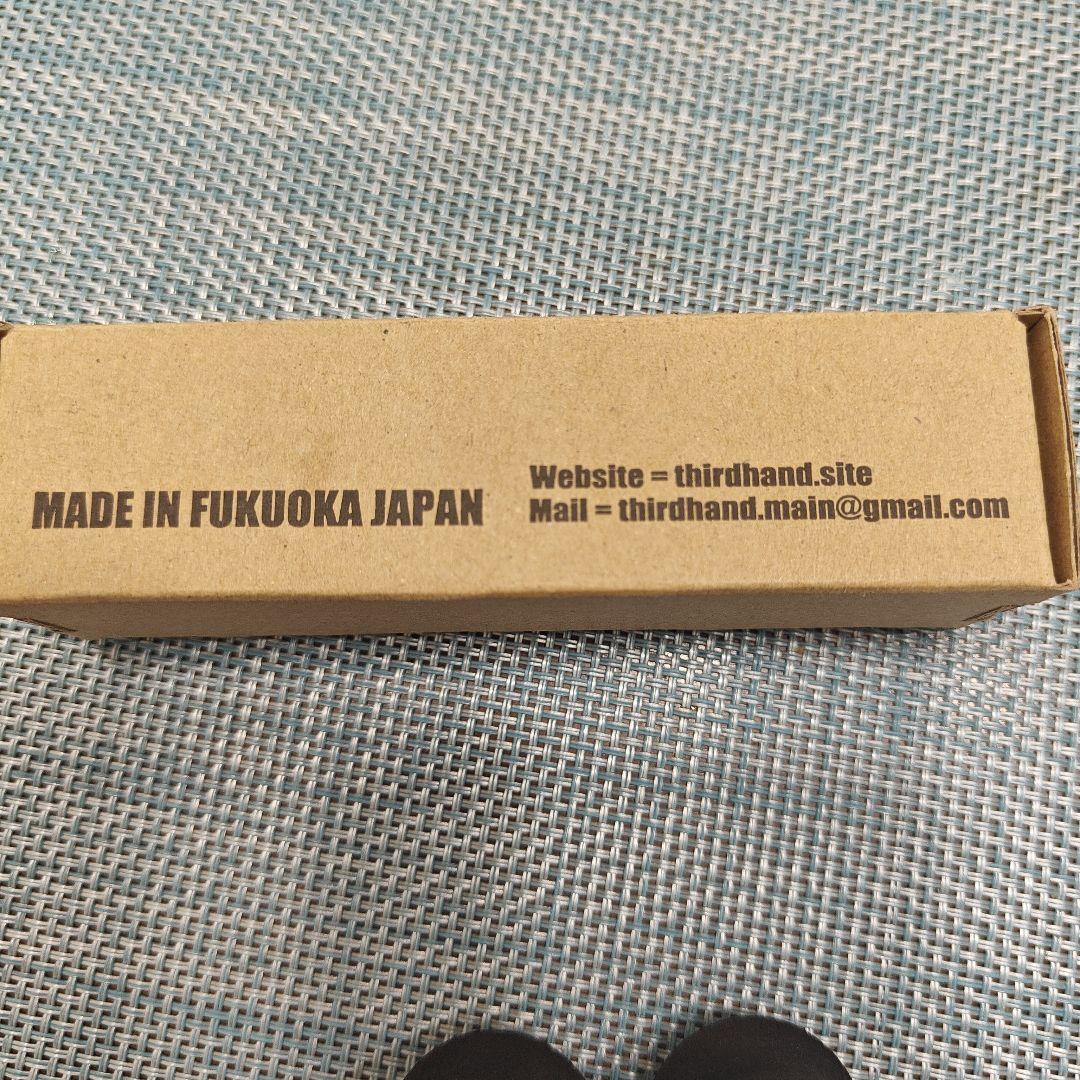 MADE IN FUKUOKA JAPAN
Website = thirdhand.site
Mail = thirdhand.main@gmail.com